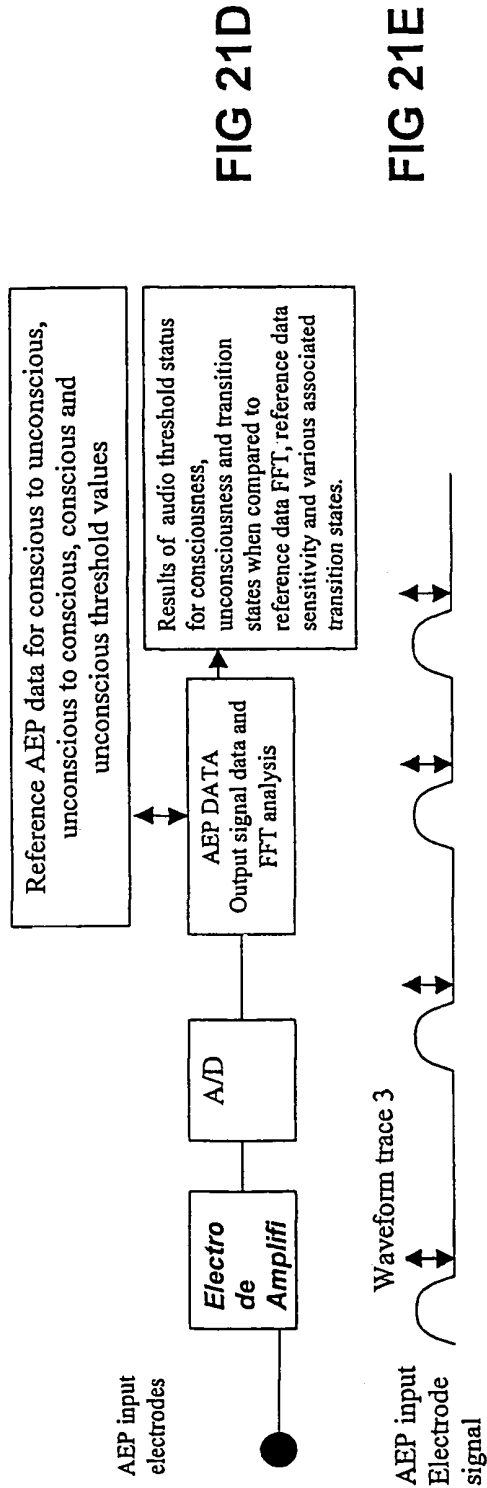 Reference AEP data for conscious to unconscious,
unconscious to conscious, conscious and
unconscious threshold values
AEP input
electrodes
Electro
de
Amplifi
A/D
AEP DATA
Output signal data and
FFT analysis
Results of audio threshold status
for consciousness,
unconsciousness and transition
states when compared to
reference data FFT, reference data
sensitivity and various associated
transition states.
FIG 21D
AEP input
Electrode
signal
Waveform trace 3
FIG 21E